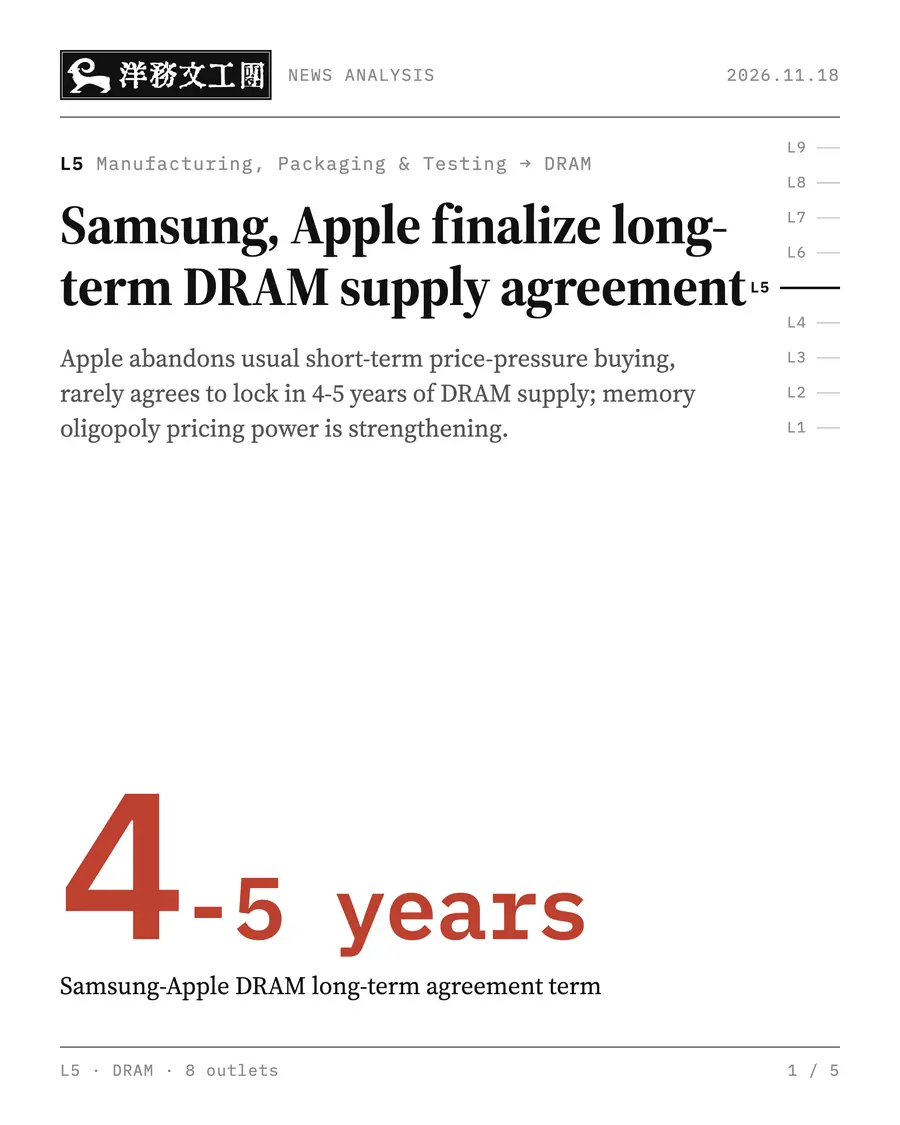 洋務文工團 NEWS ANALYSIS 2026.11.18
L5 Manufacturing, Packaging & Testing → DRAM
Samsung, Apple finalize long-
term DRAM supply agreement
Apple abandons usual short-term price-pressure buying,
rarely agrees to lock in 4-5 years of DRAM supply; memory
oligopoly pricing power is strengthening.
L9
L8
L7
L6
L5
L4
L3
L2
L1
4-5 years
Samsung-Apple DRAM long-term agreement term
L5 · DRAM · 8 outlets 1 / 5